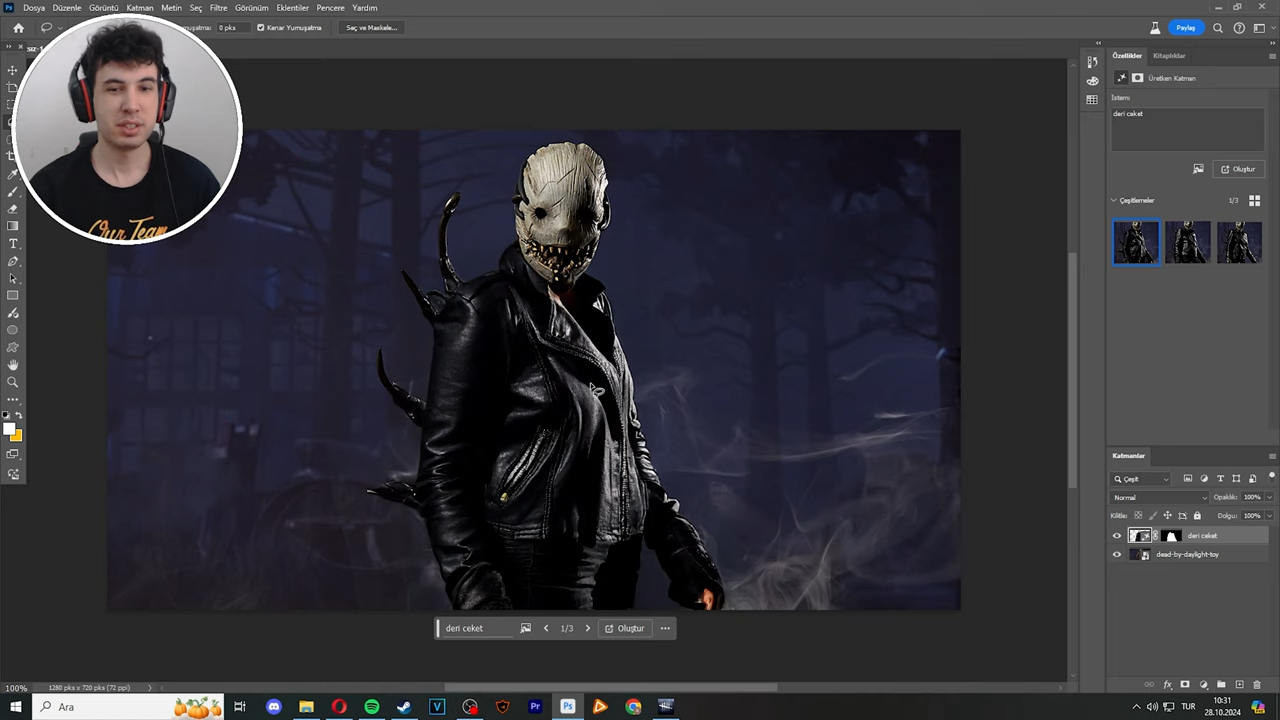 Dosya Düzenle Görüntü Katman Metin Seç Filtre Görünüm Eklentiler Pencere Yardım
0 pks Kenar Yumuşatma Seç ve Maskele... Paylaş
Our Team
Özellikler Kitaplıklar
Üretken Katman
İstem:
deri ceket
Oluştur
Çeşitlemeler 1/3
Katmanlar
Çeşit
Normal Opaklık: 100%
Kilitle: Dolgu: 100%
deri ceket
dead-by-daylight-toy
deri ceket 1/3 Oluştur
100% 1280 pks x 720 pks (72 ppi)
Ara
TUR
10:31
28.10.2024